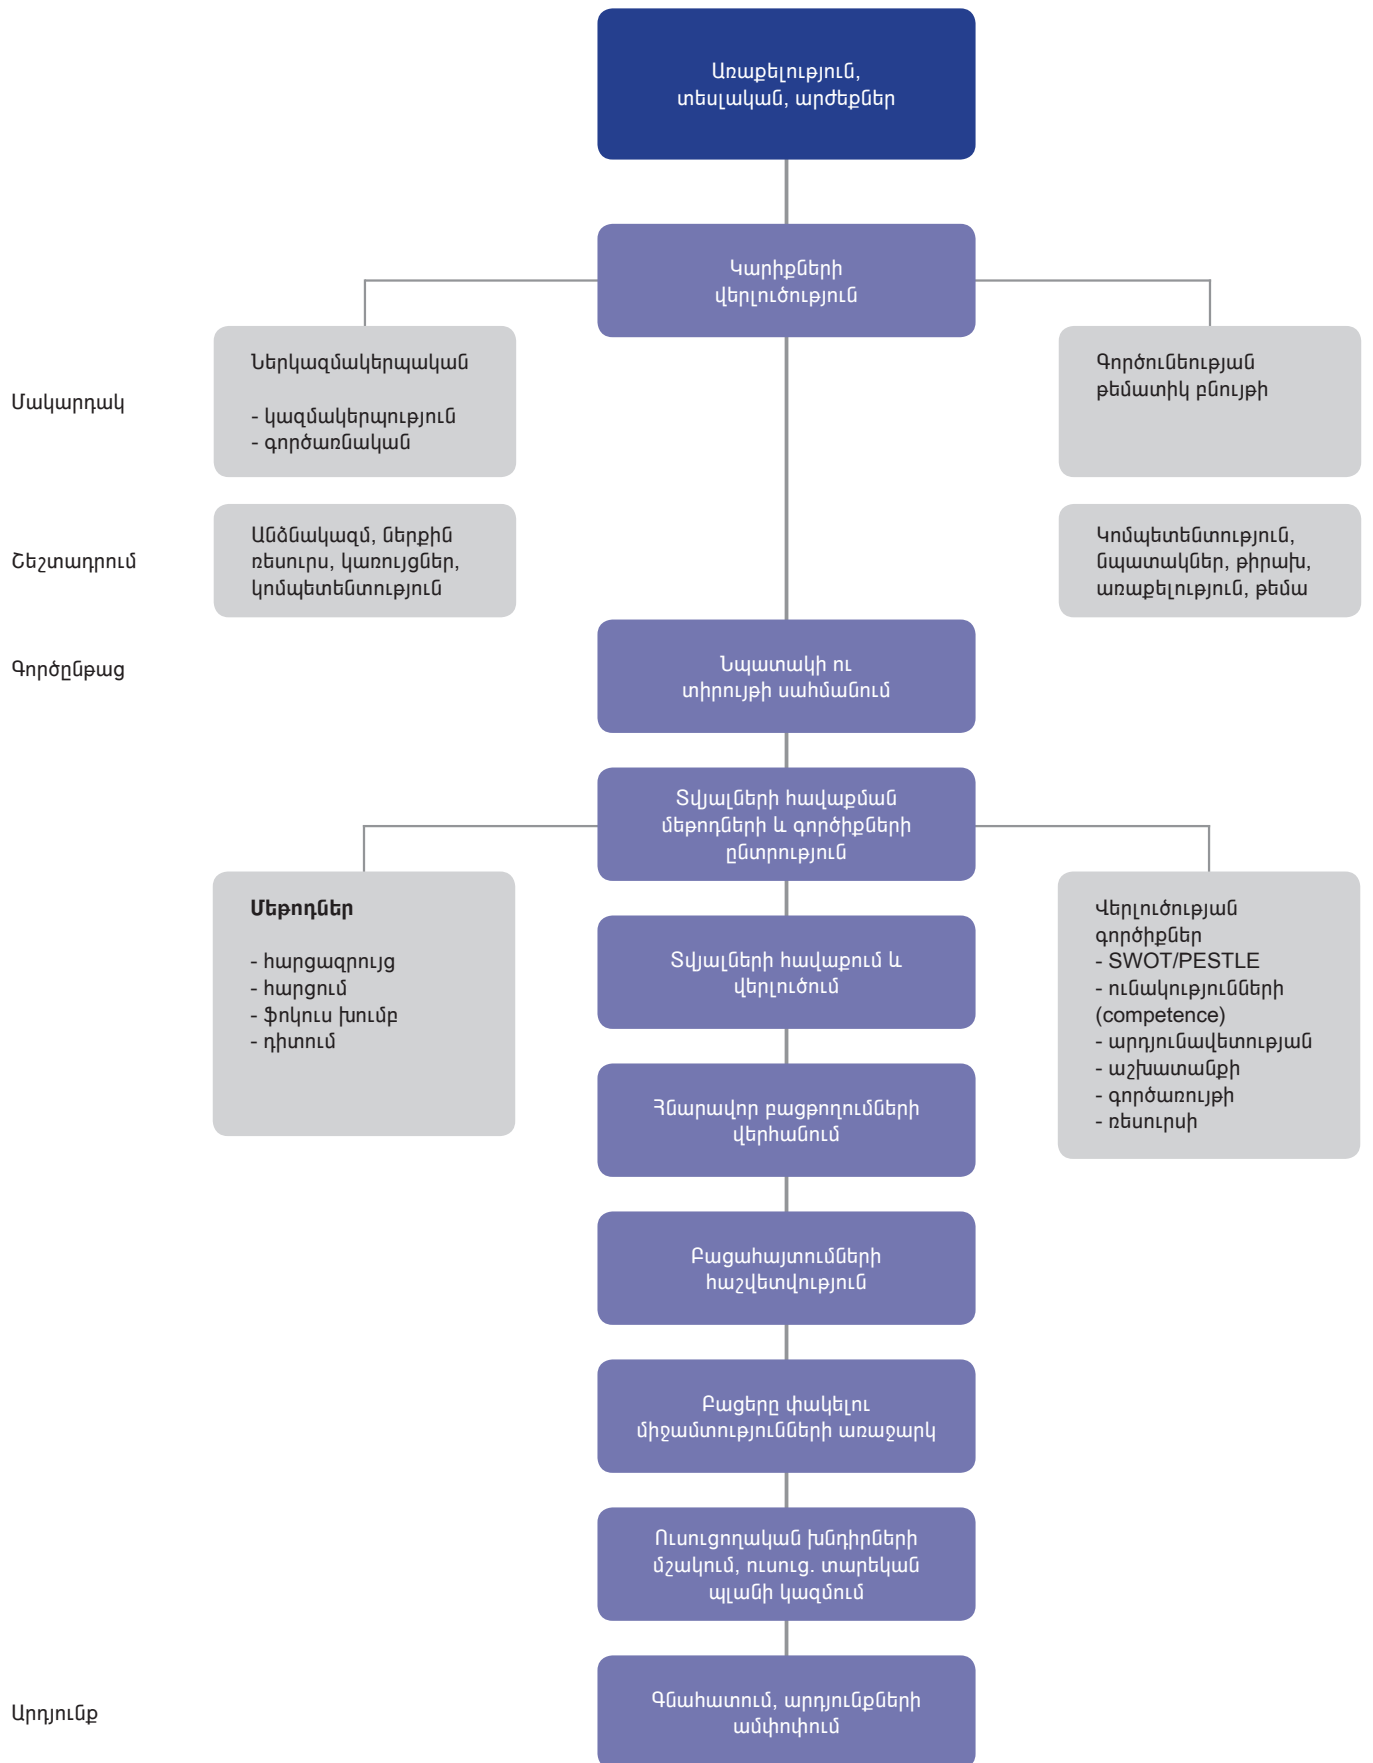 Առաքելություն,
տեսլական, արժեքներ
Կարիքների
վերլուծություն
Մակարդակ
Ներկազմակերպական
- կազմակերպություն
- գործառնական
Գործունեության
թեմատիկ բնույթի
Շեշտադրում
Անձնակազմ, ներքին
ռեսուրս, կառույցներ,
կոմպետենտություն
Կոմպետենտություն,
նպատակներ, թիրախ,
առաքելություն, թեմա
Գործընթաց
Նպատակի ու
տիրույթի սահմանում
Տվյալների հավաքման
մեթոդների և գործիքների
ընտրություն
Մեթոդներ
- հարցազրույց
- հարցում
- ֆոկուս խումբ
- դիտում
Վերլուծության
գործիքներ
- SWOT/PESTLE
- ունակությունների
(competence)
- արդյունավետության
- աշխատանքի
- գործառույթի
- ռեսուրսի
Տվյալների հավաքում և
վերլուծում
Հնարավոր բացթողումների
վերհանում
Բացահայտումների
հաշվետվություն
Բացերը փակելու
միջամտությունների առաջարկ
Ուսուցողական խնդիրների
մշակում, ուսուց. տարեկան
պլանի կազմում
Արդյունք
Գնահատում, արդյունքների
ամփոփում